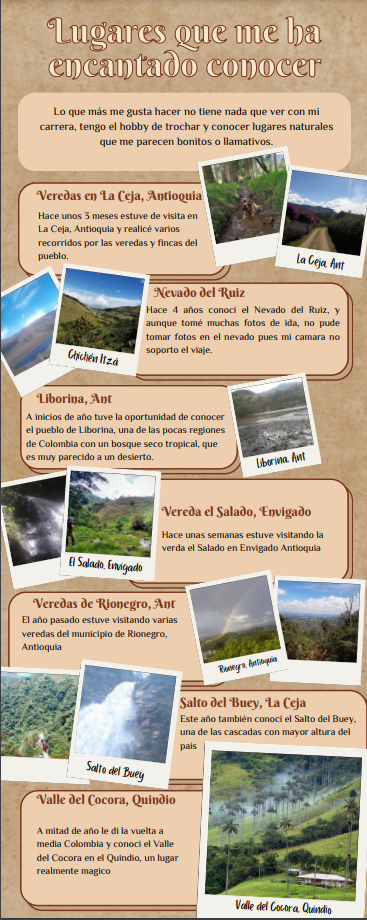 Lugares que me ha
encantado conocer
Lo que más me gusta hacer no tiene nada que ver con mi
carrera, tengo el hobby de trochar y conocer lugares naturales
que me parecen bonitos o llamativos.
Veredas en La Ceja, Antioquia
Hace unos 3 meses estuve de visita en
La Ceja, Antioquia y realicé varios
recorridos por las veredas y fincas del
pueblo.
La Ceja, Ant
Nevado del Ruiz
Hace 4 años conocí el Nevado del Ruiz, y
aunque tomé muchas fotos de ida, no pude
tomar fotos en el nevado pues mi camara no
soporto el viaje.
Chichén Itzá
Liborina, Ant
A inicios de año tuve la oportunidad de conocer
el pueblo de Liborina, una de las pocas regiones
de Colombia con un bosque seco tropical, que
es muy parecido a un desierto.
Liborina, Ant
Vereda el Salado, Envigado
Hace unas semanas estuve visitando la
verda el Salado en Envigado Antioquia
El Salado, Envigado
Veredas de Rionegro, Ant
El año pasado estuve visitando varias
veredas del municipio de Rionegro,
Antioquia
Rionegro, Antioquia
Salto del Buey, La Ceja
Este año también conocí el Salto del Buey,
una de las cascadas con mayor altura del
país
Salto del Buey
Valle del Cocora, Quindio
A mitad de año le di la vuelta a
media Colombia y conoci el Valle
del Cocora en el Quindio, un lugar
realmente magico
Valle del Cocora, Quindio